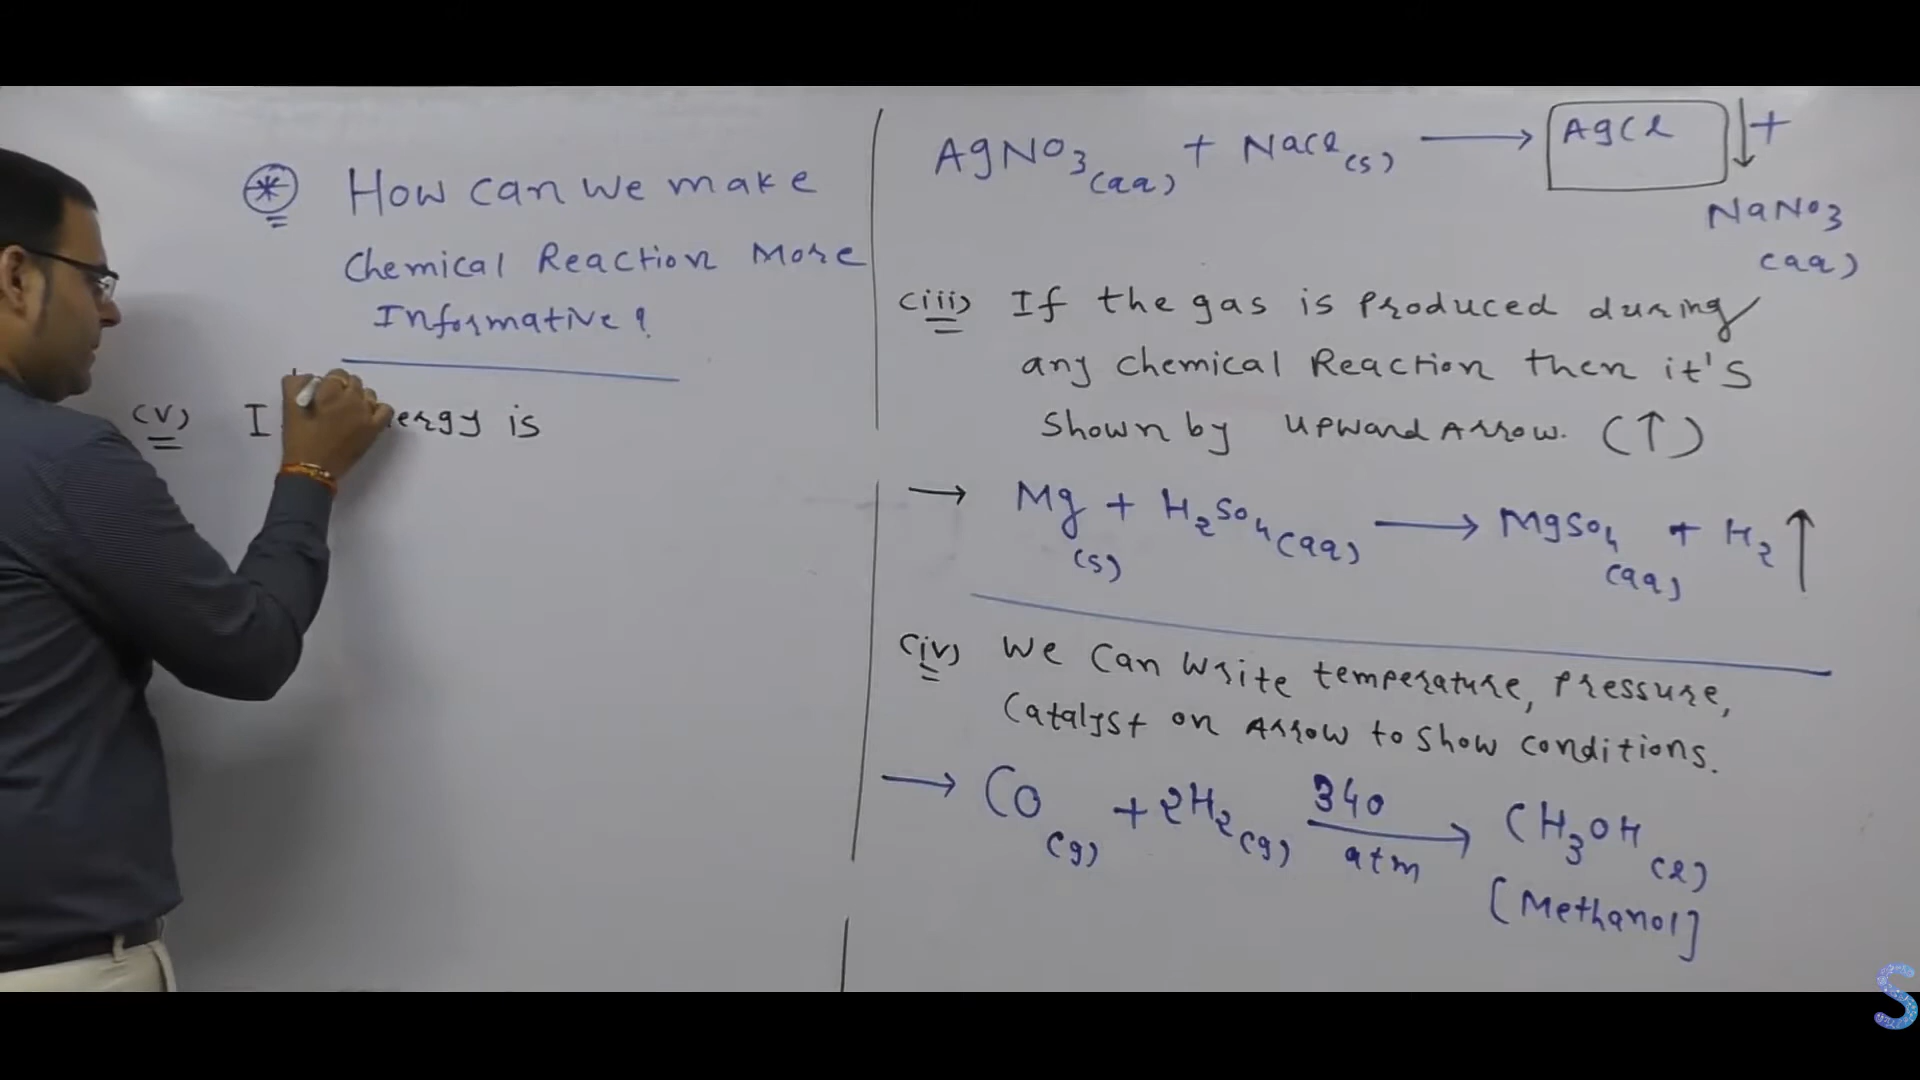 How can we make
Chemical Reaction More
Informative?
(v) is
AgNO3(aq) + NaCl(s) → AgCl ↓ +
NaNO3
(aq)
(iii) If the gas is produced during
any chemical Reaction then it's
shown by upward Arrow. (↑)
→ Mg + H2SO4(aq) → MgSO4 + H2 ↑
(s) (aq)
(iv) We can write temperature, pressure,
Catalyst on Arrow to show conditions.
→ CO(g) + 2H2(g) 340 atm → CH3OH(l)
[Methanol]
S